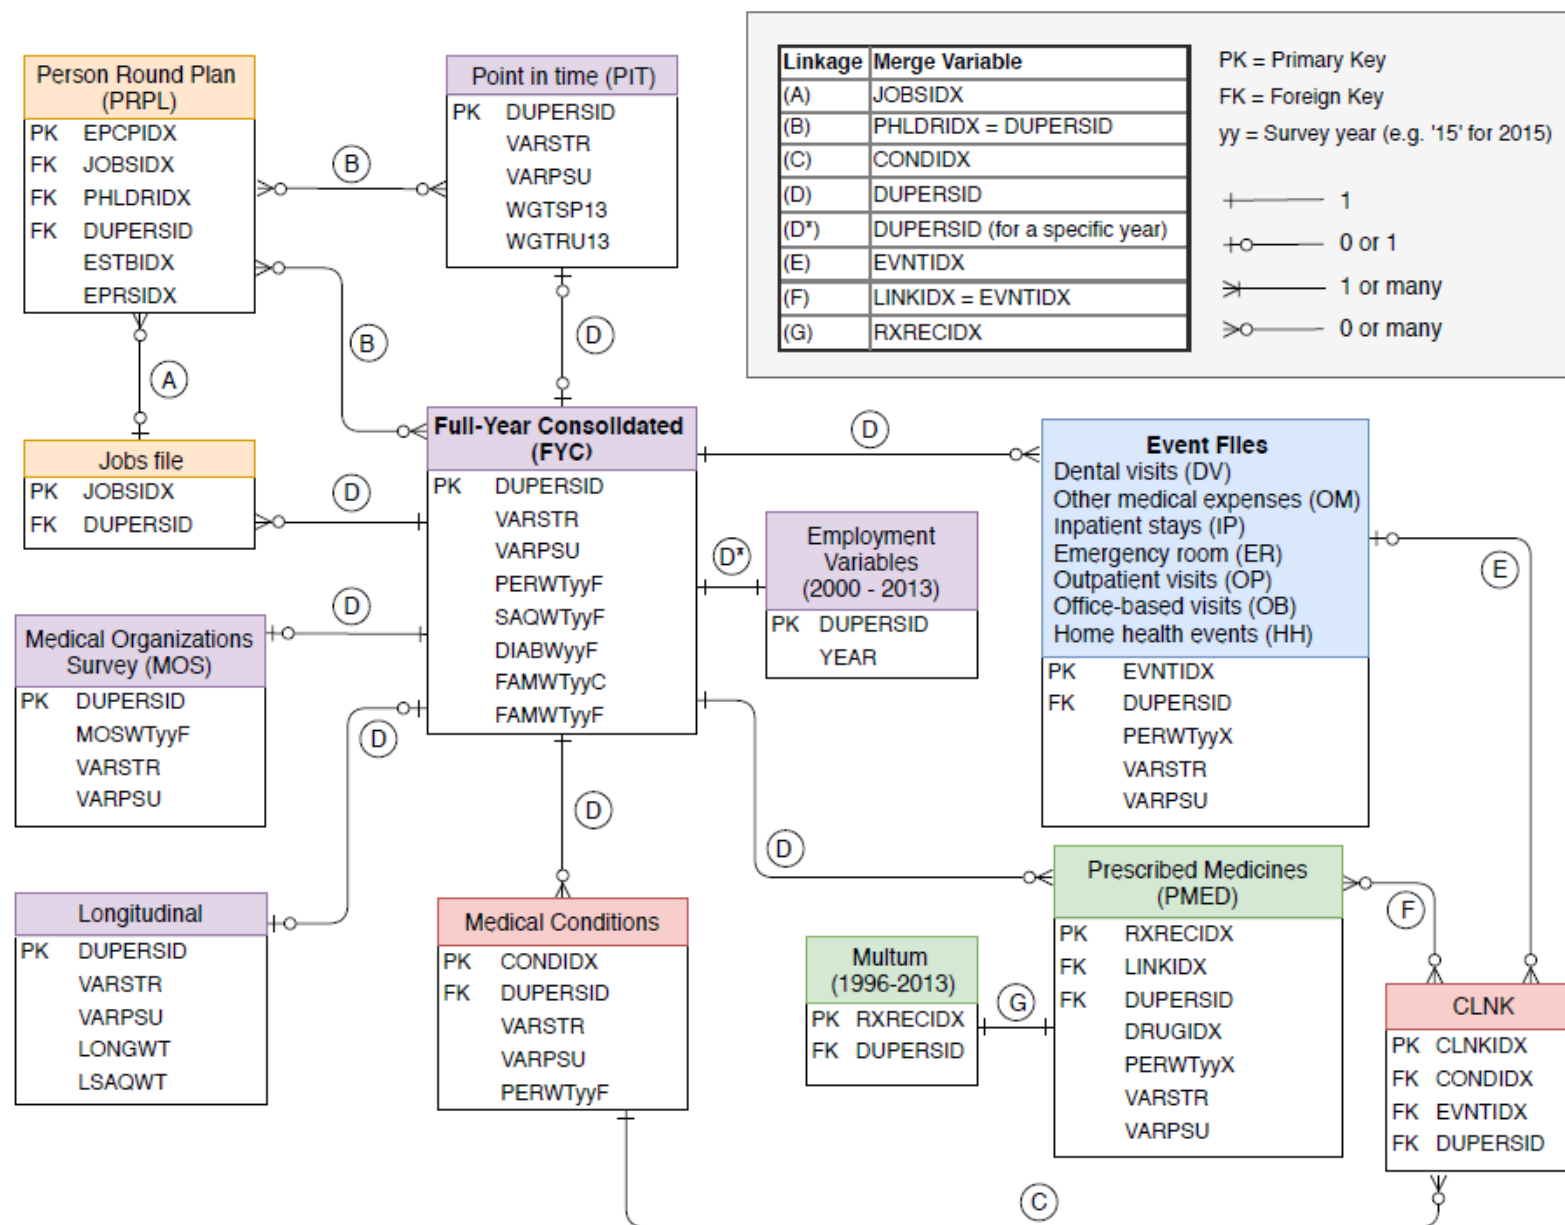 Person Round Plan
(PRPL)
PK EPCPIDX
FK JOBSIDX
FK PHLDRIDX
FK DUPERSID
ESTBIDX
EPRSIDX
B
Point in time (PIT)
PK DUPERSID
VARSTR
VARPSU
WGTSP13
WGTRU13
Linkage Merge Variable
(A) JOBSIDX
(B) PHLDRIDX = DUPERSID
(C) CONDIDX
(D) DUPERSID
(D*) DUPERSID (for a specific year)
(E) EVNTIDX
(F) LINKIDX = EVNTIDX
(G) RXRECIDX
PK = Primary Key
FK = Foreign Key
yy = Survey year (e.g. '15' for 2015)
1
0 or 1
1 or many
0 or many
A
B
D
Jobs file
PK JOBSIDX
FK DUPERSID
D
Full-Year Consolidated
(FYC)
PK DUPERSID
VARSTR
VARPSU
PERWTyyF
SAQWTyyF
DIABWyyF
FAMWTyyC
FAMWTyyF
D
D*
Employment
Variables
(2000 - 2013)
PK DUPERSID
YEAR
Event Files
Dental visits (DV)
Other medical expenses (OM)
Inpatient stays (IP)
Emergency room (ER)
Outpatient visits (OP)
Office-based visits (OB)
Home health events (HH)
PK EVNTIDX
FK DUPERSID
PERWTyyX
VARSTR
VARPSU
E
D
Medical Organizations
Survey (MOS)
PK DUPERSID
MOSWTyyF
VARSTR
VARPSU
D
D
D
Longitudinal
PK DUPERSID
VARSTR
VARPSU
LONGWT
LSAQWT
Medical Conditions
PK CONDIDX
FK DUPERSID
VARSTR
VARPSU
PERWTyyF
Multum
(1996-2013)
PK RXRECIDX
FK DUPERSID
G
Prescribed Medicines
(PMED)
PK RXRECIDX
FK LINKIDX
FK DUPERSID
DRUGIDX
PERWTyyX
VARSTR
VARPSU
F
CLNK
PK CLNKIDX
FK CONDIDX
FK EVNTIDX
FK DUPERSID
C